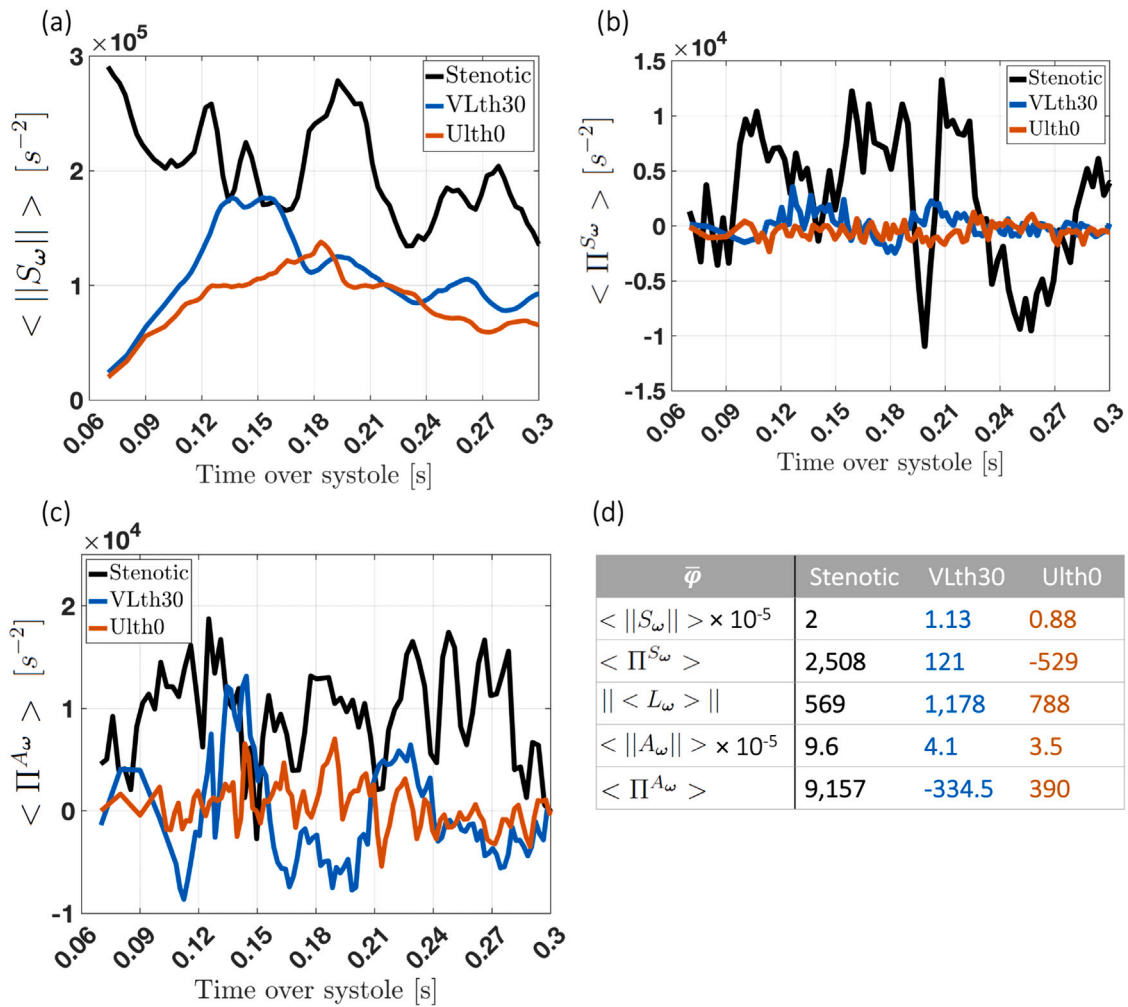 (a)
×10⁵
3
2
1
0
< ||S_ω|| > [s⁻²]
Stenotic
VLth30
Ulth0
0.06 0.09 0.12 0.15 0.18 0.21 0.24 0.27 0.3
Time over systole [s]
(b)
×10⁴
1.5
1
0.5
0
-0.5
-1
-1.5
< Π^{S_ω} > [s⁻²]
Stenotic
VLth30
Ulth0
0.06 0.09 0.12 0.15 0.18 0.21 0.24 0.27 0.3
Time over systole [s]
(c)
×10⁴
2
1
0
-1
< Π^{A_ω} > [s⁻²]
Stenotic
VLth30
Ulth0
0.06 0.09 0.12 0.15 0.18 0.21 0.24 0.27 0.3
Time over systole [s]
(d)
φ̅ Stenotic VLth30 Ulth0
< ||S_ω|| > × 10⁻⁵ 2 1.13 0.88
< Π^{S_ω} > 2,508 121 -529
|| < L_ω > || 569 1,178 788
< ||A_ω|| > × 10⁻⁵ 9.6 4.1 3.5
< Π^{A_ω} > 9,157 -334.5 390